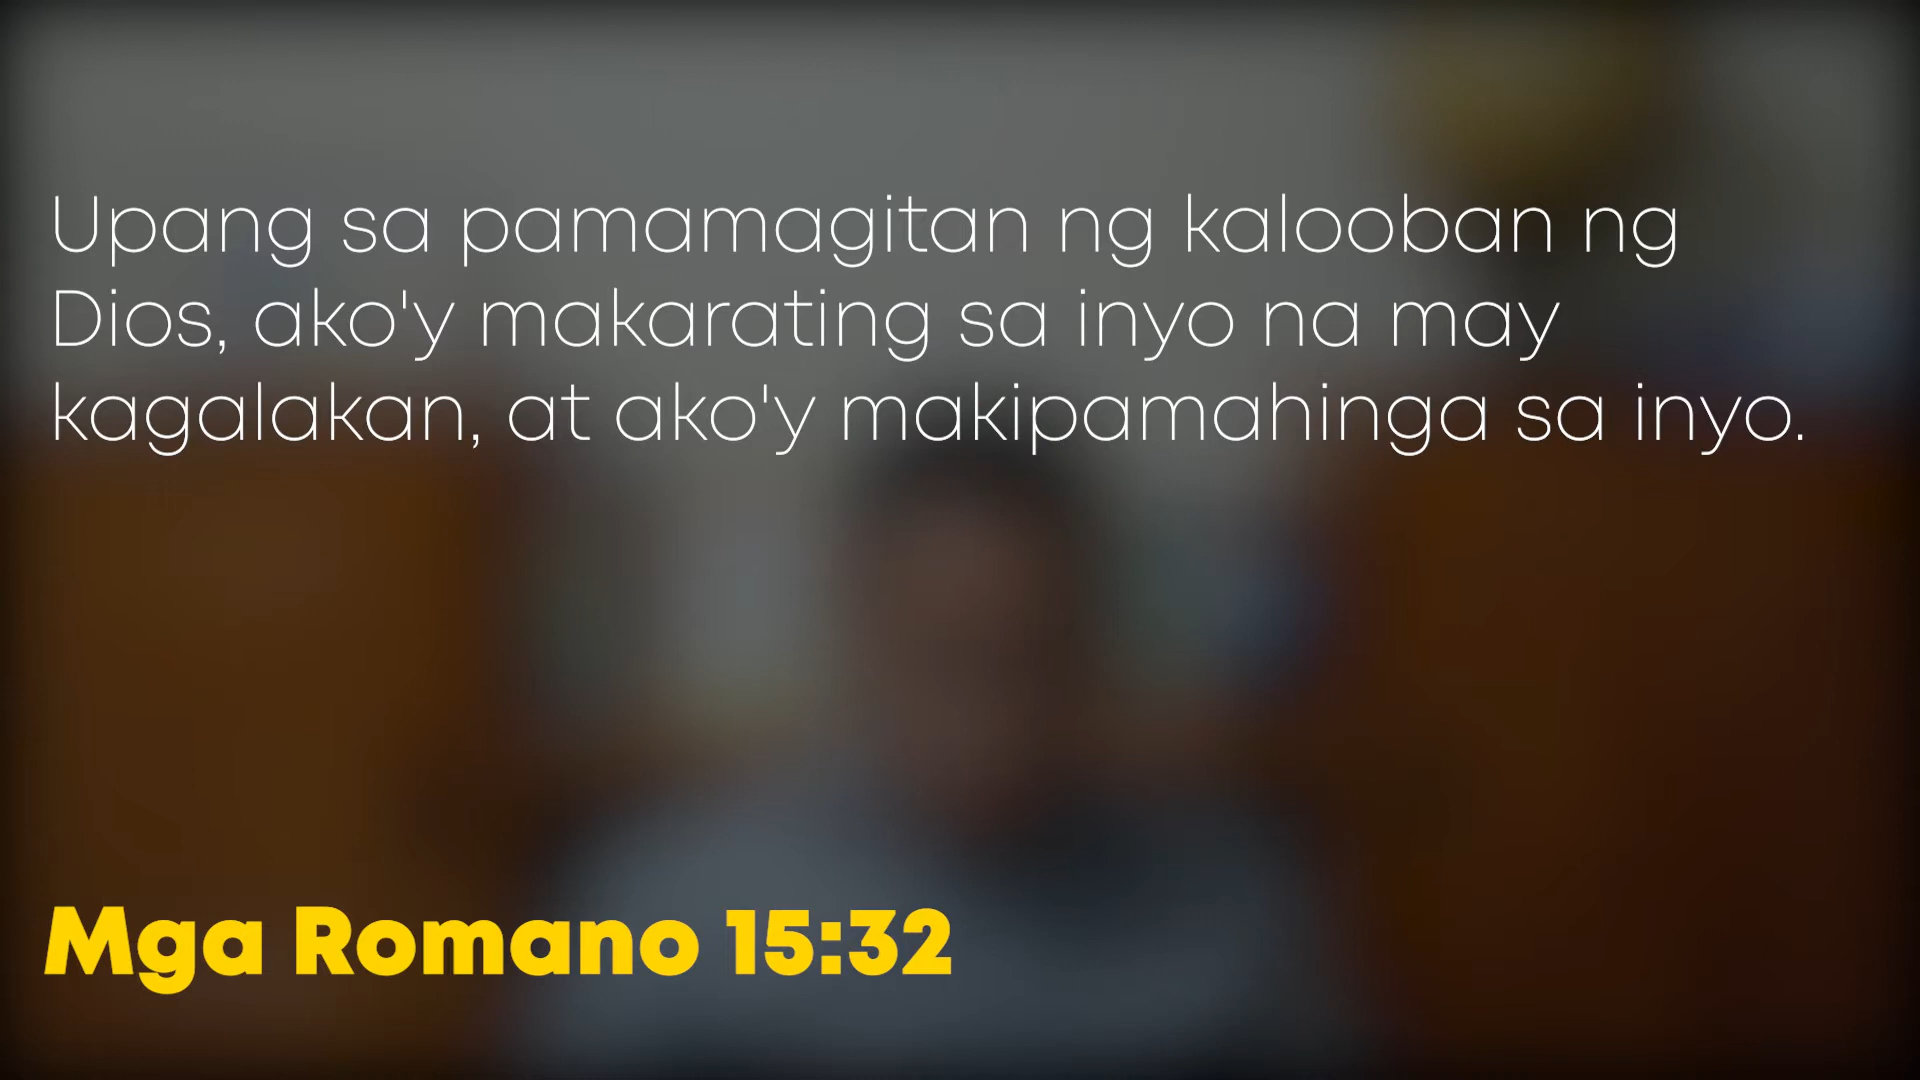 Upang sa pamamagitan ng kalooban ng
Dios, ako'y makarating sa inyo na may
kagalakan, at ako'y makipamahinga sa inyo.
Mga Romano 15:32